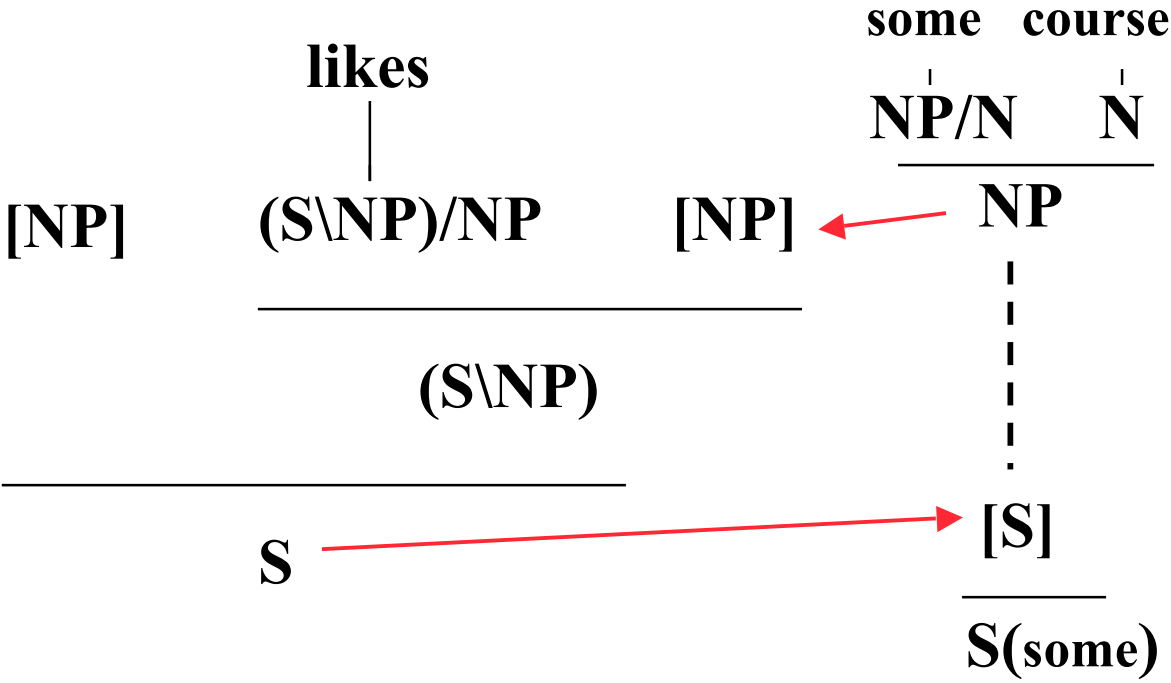 some course
likes
NP/N N
NP
[NP] (S\NP)/NP [NP]
(S\NP)
[S]
S
S(some)